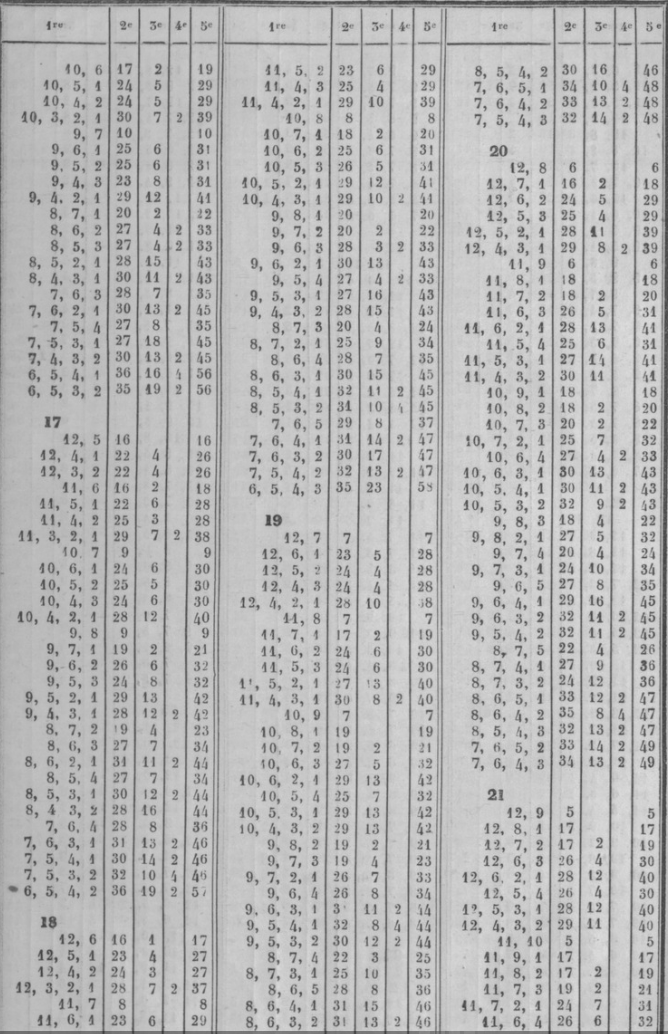 1re 2e 3e 4e 5e
10, 6 17 2 19
10, 5, 1 24 5 29
10, 4, 2 24 5 29
10, 3, 2, 1 30 7 2 39
9, 7 10 10
9, 6, 1 25 6 31
9, 5, 2 25 6 31
9, 4, 3 23 8 31
9, 4, 2, 1 29 12 41
8, 7, 1 20 2 22
8, 6, 2 27 4 2 33
8, 5, 3 27 4 2 33
8, 5, 2, 1 28 15 43
8, 4, 3, 1 30 11 2 43
7, 6, 3 28 7 35
7, 6, 2, 1 30 13 2 45
7, 5, 4 27 8 35
7, 5, 3, 1 27 18 45
7, 4, 3, 2 30 13 2 45
6, 5, 4, 1 36 16 4 56
6, 5, 3, 2 35 19 2 56
17
12, 5 16 16
12, 4, 1 22 4 26
12, 3, 2 22 4 26
11, 6 16 2 18
11, 5, 1 22 6 28
11, 4, 2 25 3 28
11, 3, 2, 1 29 7 2 38
10, 7 9 9
10, 6, 1 24 6 30
10, 5, 2 25 5 30
10, 4, 3 24 6 30
10, 4, 2, 1 28 12 40
9, 8 9 9
9, 7, 1 19 2 21
9, 6, 2 26 6 32
9, 5, 3 24 8 32
9, 5, 2, 1 29 13 42
9, 4, 3, 1 28 12 2 42
8, 7, 2 19 4 23
8, 6, 3 27 7 34
8, 6, 2, 1 31 11 2 44
8, 5, 4 27 7 34
8, 5, 3, 1 30 12 2 44
8, 4 3, 2 28 16 44
7, 6, 4 28 8 36
7, 6, 3, 1 31 13 2 46
7, 5, 4, 1 30 14 2 46
7, 5, 3, 2 32 10 4 46
6, 5, 4, 2 36 19 2 57
18
12, 6 16 1 17
12, 5, 1 23 4 27
12, 4, 2 24 3 27
12, 3, 2, 1 28 7 2 37
11, 7 8 8
11, 6, 1 23 6 29
1re 2e 3e 4e 5e
11, 5, 2 23 6 29
11, 4, 3 25 4 29
11, 4, 2, 1 29 10 39
10, 8 8 8
10, 7, 1 18 2 20
10, 6, 2 25 6 31
10, 5, 3 26 5 31
10, 5, 2, 1 29 12 41
10, 4, 3, 1 29 10 2 41
9, 8, 1 20 20
9, 7, 2 20 2 22
9, 6, 3 28 3 2 33
9, 6, 2, 1 30 13 43
9, 5, 4 27 4 2 33
9, 5, 3, 1 27 16 43
9, 4, 3, 2 28 15 43
8, 7, 3 20 4 24
8, 7, 2, 1 25 9 34
8, 6, 4 28 7 35
8, 6, 3, 1 30 15 45
8, 5, 4, 1 32 11 2 45
8, 5, 3, 2 31 10 4 45
7, 6, 5 29 8 37
7, 6, 4, 1 31 14 2 47
7, 6, 3, 2 30 17 47
7, 5, 4, 2 32 13 2 47
6, 5, 4, 3 35 23 58
19
12, 7 7 7
12, 6, 1 23 5 28
12, 5, 2 24 4 28
12, 4, 3 24 4 28
12, 4, 2, 1 28 10 38
11, 8 7 7
11, 7, 1 17 2 19
11, 6, 2 24 6 30
11, 5, 3 24 6 30
11, 5, 2, 1 27 13 40
11, 4, 3, 1 30 8 2 40
10, 9 7 7
10, 8, 1 19 19
10, 7, 2 19 2 21
10, 6, 3 27 5 32
10, 6, 2, 1 29 13 42
10, 5, 4 25 7 32
10, 5, 3, 1 29 13 42
10, 4, 3, 2 29 13 42
9, 8, 2 19 2 21
9, 7, 3 19 4 23
9, 7, 2, 1 26 7 33
9, 6, 4 26 8 34
9, 6, 3, 1 31 11 2 44
9, 5, 4, 1 32 8 4 44
9, 5, 3, 2 30 12 2 44
8, 7, 4 22 3 25
8, 7, 3, 1 25 10 35
8, 6, 5 28 8 36
8, 6, 4, 1 31 15 46
8, 6, 3, 2 31 13 2 46
1re 2e 3e 4e 5e
8, 5, 4, 2 30 16 46
7, 6, 5, 1 34 10 4 48
7, 6, 4, 2 33 13 2 48
7, 5, 4, 3 32 14 2 48
20
12, 8 6 6
12, 7, 1 16 2 18
12, 6, 2 24 5 29
12, 5, 3 25 4 29
12, 5, 2, 1 28 11 39
12, 4, 3, 1 29 8 2 39
11, 9 6 6
11, 8, 1 18 18
11, 7, 2 18 2 20
11, 6, 3 26 5 31
11, 6, 2, 1 28 13 41
11, 5, 4 25 6 31
11, 5, 3, 1 27 14 41
11, 4, 3, 2 30 11 41
10, 9, 1 18 18
10, 8, 2 18 2 20
10, 7, 3 20 2 22
10, 7, 2, 1 25 7 32
10, 6, 4 27 4 2 33
10, 6, 3, 1 30 13 43
10, 5, 4, 1 30 11 2 43
10, 5, 3, 2 32 9 2 43
9, 8, 3 18 4 22
9, 8, 2, 1 27 5 32
9, 7, 4 20 4 24
9, 7, 3, 1 24 10 34
9, 6, 5 27 8 35
9, 6, 4, 1 29 16 45
9, 6, 3, 2 32 11 2 45
9, 5, 4, 2 32 11 2 45
8, 7, 5 22 4 26
8, 7, 4, 1 27 9 36
8, 7, 3, 2 24 12 36
8, 6, 5, 1 33 12 2 47
8, 6, 4, 2 35 8 4 47
8, 5, 4, 3 32 13 2 47
7, 6, 5, 2 33 14 2 49
7, 6, 4, 3 34 13 2 49
21
12, 9 5 5
12, 8, 1 17 17
12, 7, 2 17 2 19
12, 6, 3 26 4 30
12, 6, 2, 1 28 12 40
12, 5, 4 26 4 30
12, 5, 3, 1 28 12 40
12, 4, 3, 2 29 11 40
11, 10 5 5
11, 9, 1 17 17
11, 8, 2 17 2 19
11, 7, 3 19 2 21
11, 7, 2, 1 24 7 31
11, 6, 4 26 6 32